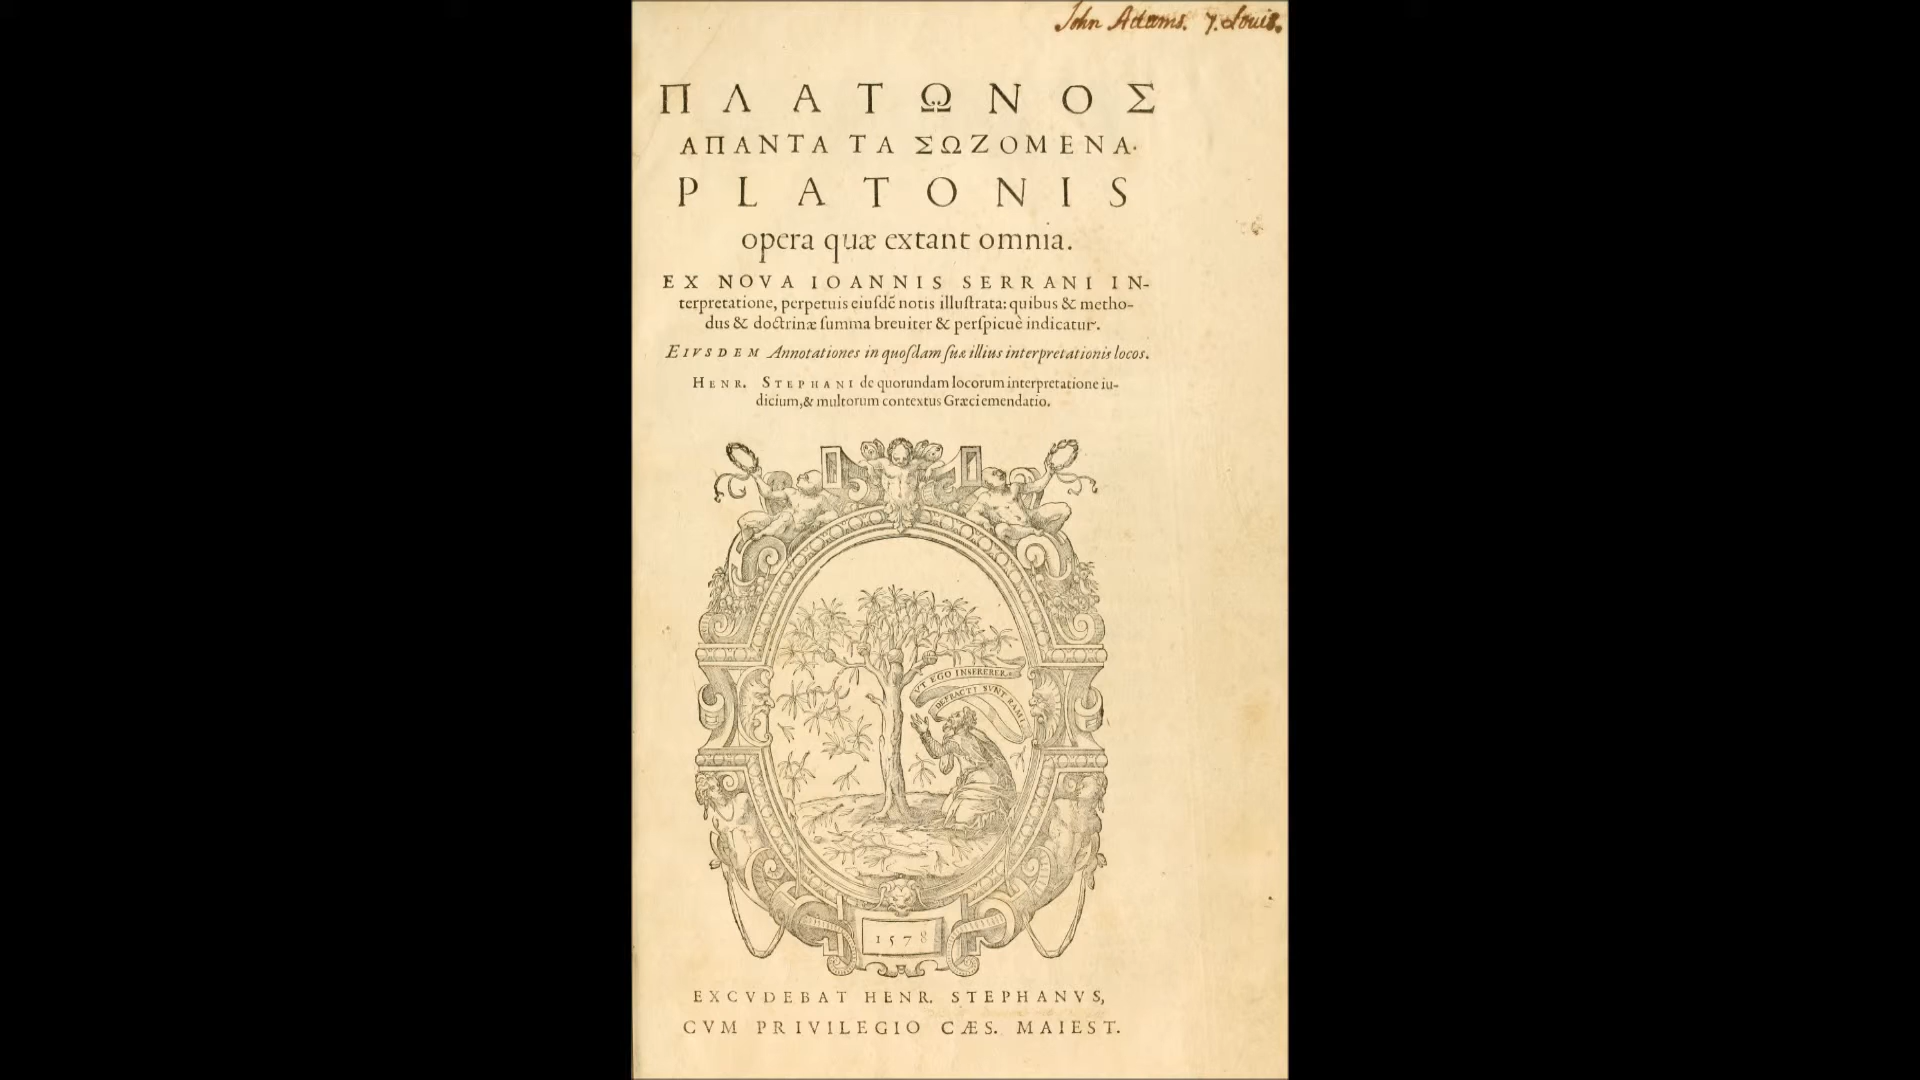 John Adams. 7. Louis.
ΠΛΑΤΩΝΟΣ
ΑΠΑΝΤΑ ΤΑ ΣΩΖΟΜΕΝΑ.
PLATONIS
opera quæ extant omnia.
EX NOVA IOANNIS SERRANI IN-
terpretatione, perpetuis eiuſdē notis illuſtrata: quibus & metho-
dus & doctrinæ ſumma breuiter & perſpicuè indicatur.
EIVSDEM Annotationes in quoſdam ſuæ illius interpretationis locos.
HENR. STEPHANI de quorundam locorum interpretatione iu-
dicium, & multorum contextus Græci emendatio.
VT EGO INSERERER.
DEFRACTI SVNT RAMI
1578
EXCVDEBAT HENR. STEPHANVS,
CVM PRIVILEGIO CÆS. MAIEST.